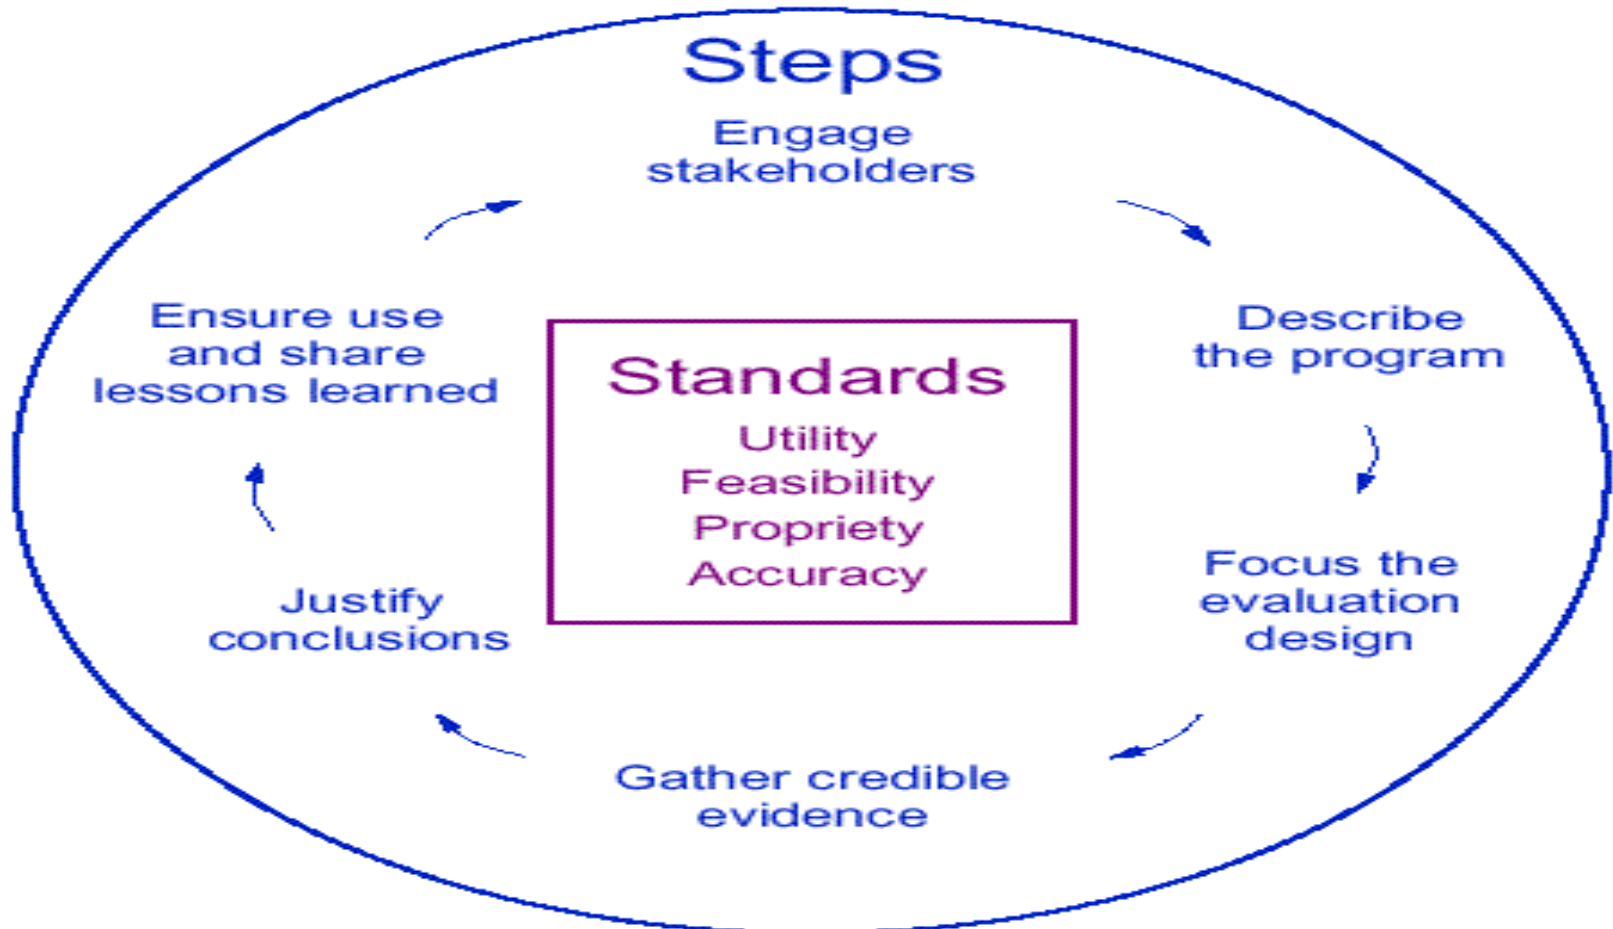 Steps
Engage
stakeholders
Describe
the program
Focus the
evaluation
design
Gather credible
evidence
Justify
conclusions
Ensure use
and share
lessons learned
Standards
Utility
Feasibility
Propriety
Accuracy